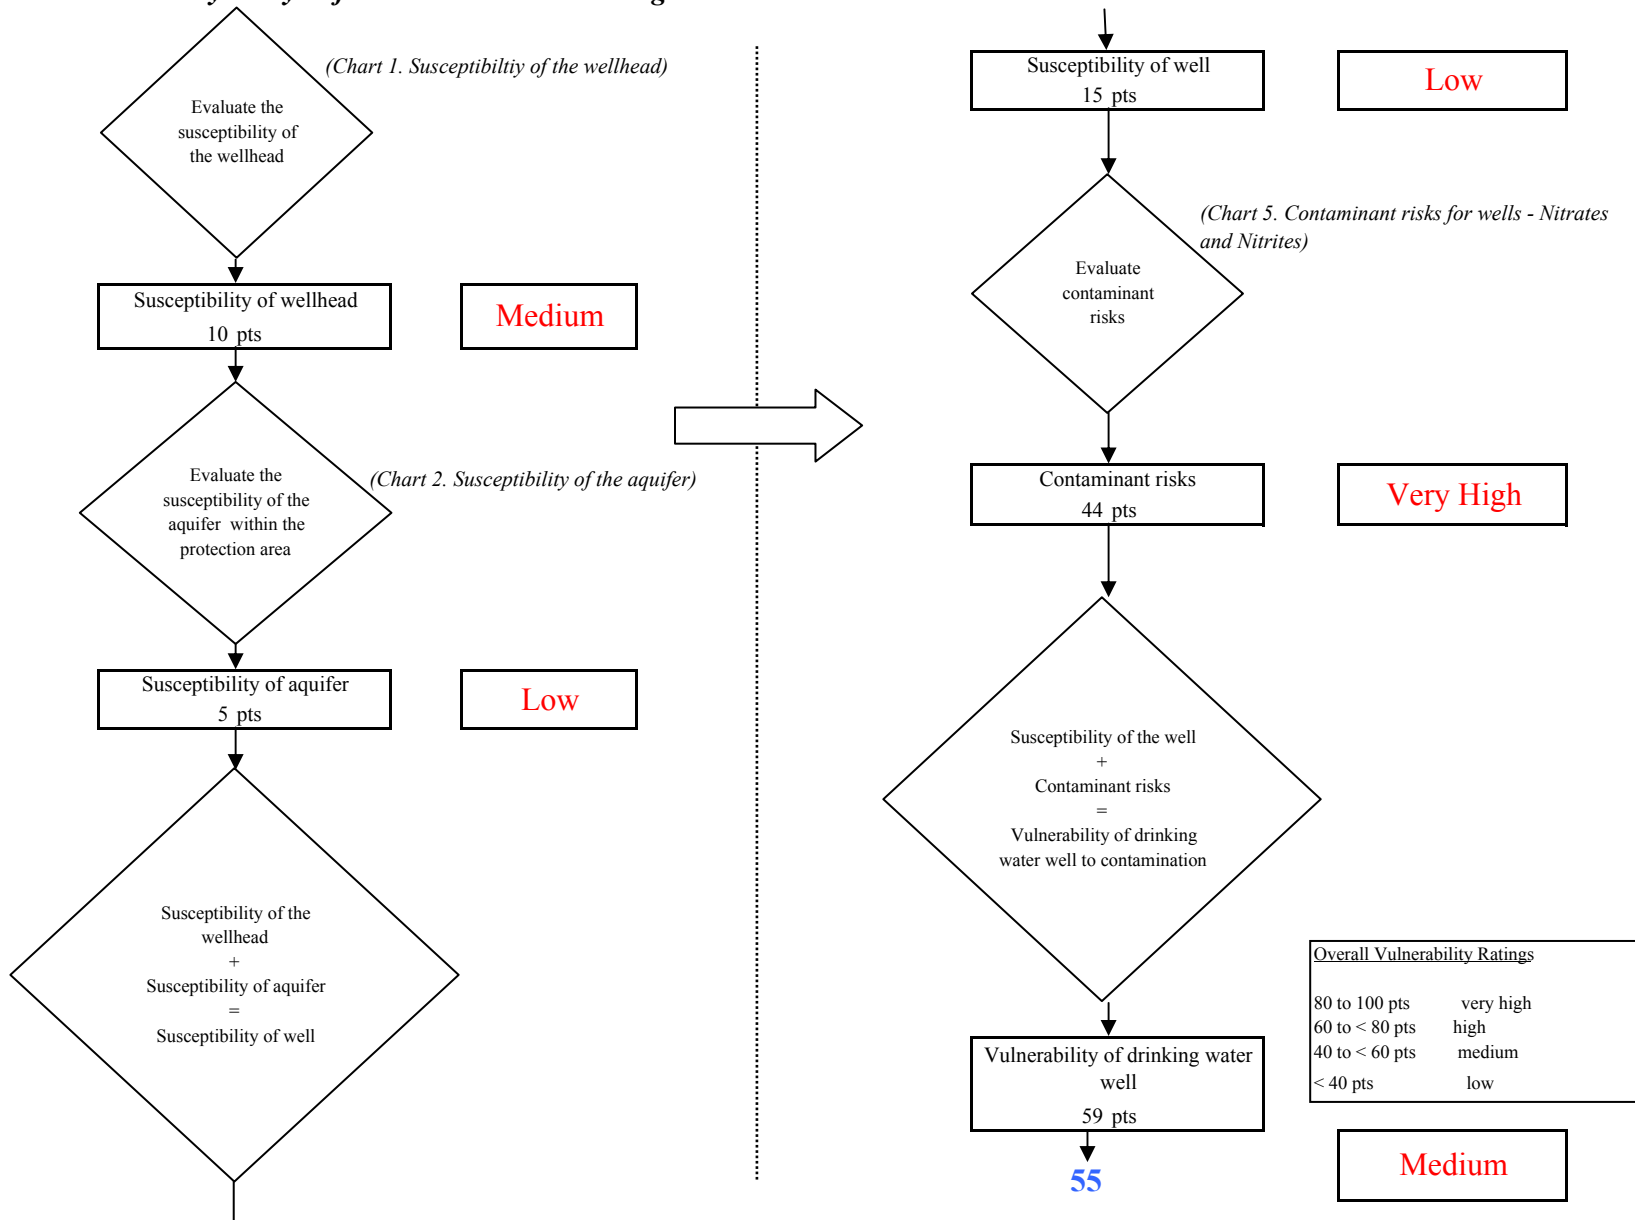 (Chart 1. Susceptibiltiy of the wellhead)
Evaluate the
susceptibility of
the wellhead
Susceptibility of wellhead
10 pts
Medium
Evaluate the
susceptibility of the
aquifer within the
protection area
(Chart 2. Susceptibility of the aquifer)
Susceptibility of aquifer
5 pts
Low
Susceptibility of the
wellhead
+
Susceptibility of aquifer
=
Susceptibility of well
Susceptibility of well
15 pts
Low
(Chart 5. Contaminant risks for wells - Nitrates
and Nitrites)
Evaluate
contaminant
risks
Contaminant risks
44 pts
Very High
Susceptibility of the well
+
Contaminant risks
=
Vulnerability of drinking
water well to contamination
Overall Vulnerability Ratings
80 to 100 pts very high
60 to < 80 pts high
40 to < 60 pts medium
< 40 pts low
Vulnerability of drinking water
well
59 pts
55
Medium